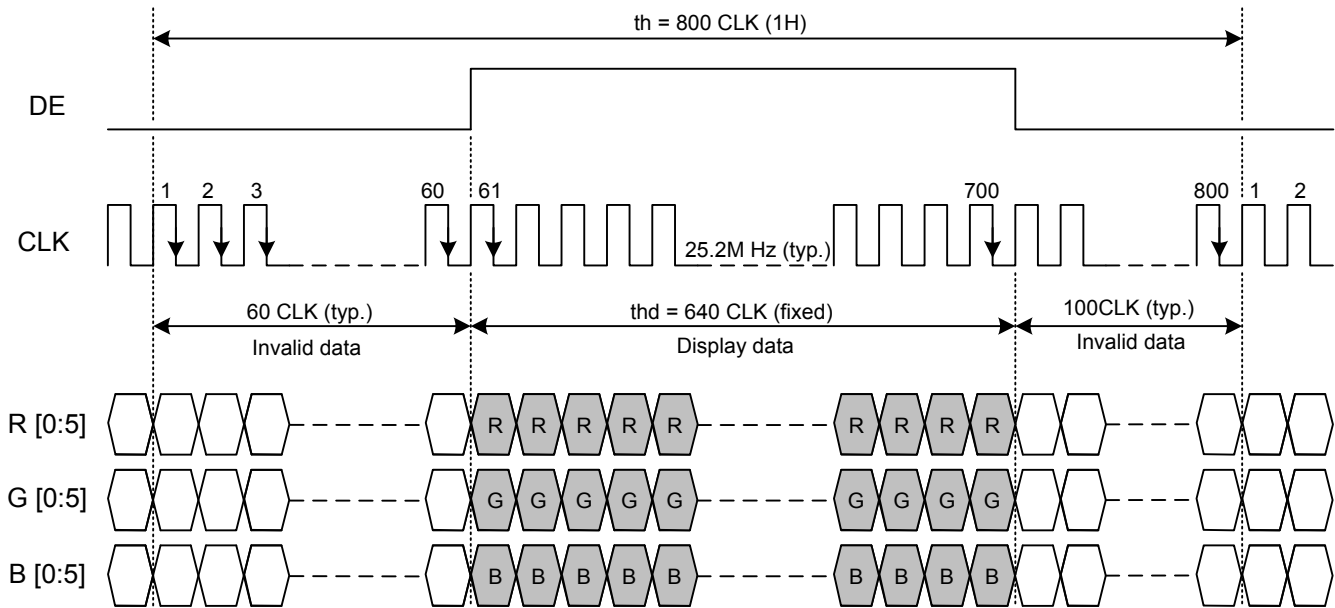 th = 800 CLK (1H)
DE
1 2 3 60 61 700 800 1 2
CLK
25.2M Hz (typ.)
60 CLK (typ.) thd = 640 CLK (fixed) 100CLK (typ.)
Invalid data Display data Invalid data
R [0:5] R R R R R R R R R
G [0:5] G G G G G G G G G
B [0:5] B B B B B B B B B